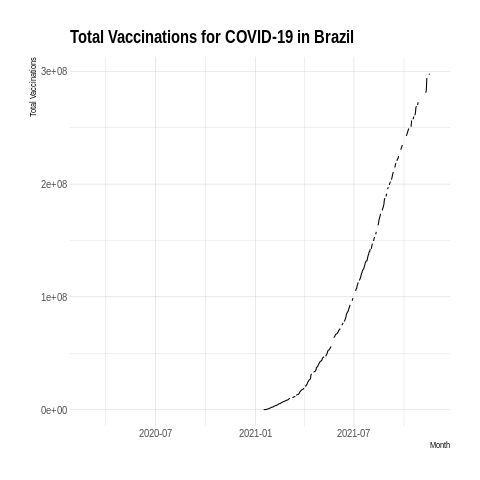 Total Vaccinations for COVID-19 in Brazil
Total Vaccinations
3e+08
2e+08
1e+08
0e+00
2020-07
2021-01
2021-07
Month